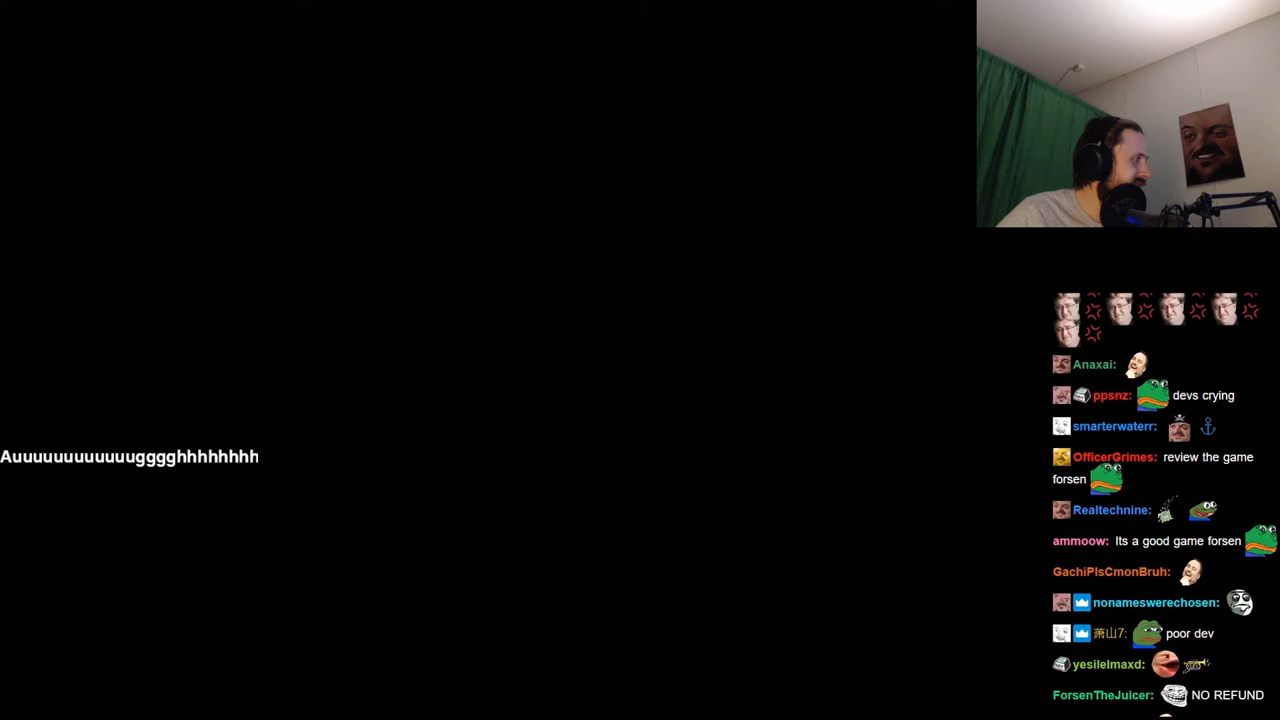 Auuuuuuuuuuuugggghhhhhhhh
Anaxai:
ppsnz: devs crying
smarterwaterr:
OfficerGrimes: review the game
forsen
Realtechnine:
ammoow: Its a good game forsen
GachiPlsCmonBruh:
nonameswerechosen:
萧山7: poor dev
yesilelmaxd:
ForsenTheJuicer: NO REFUND